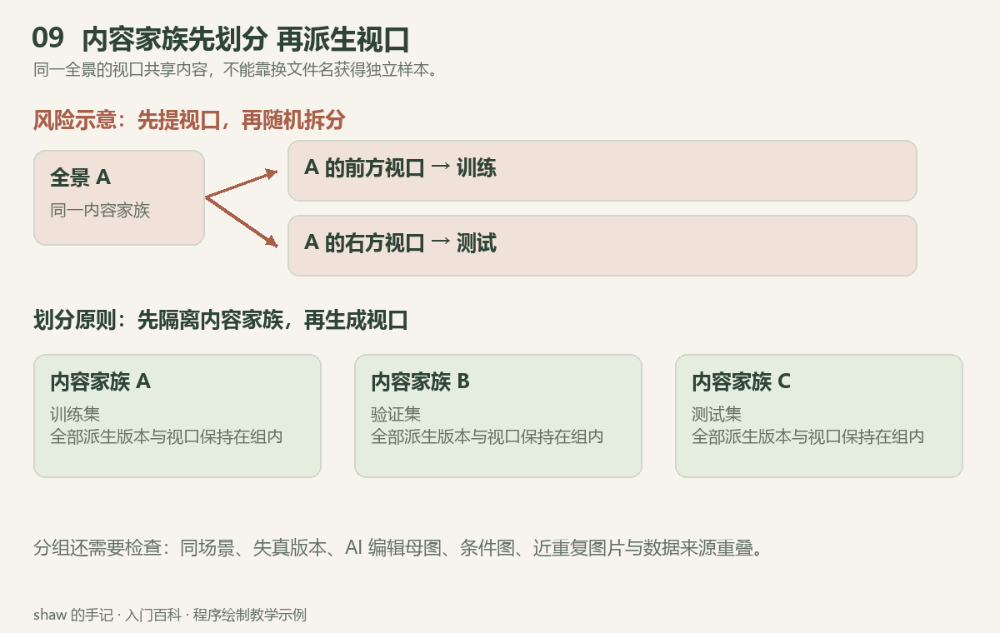 09 内容家族先划分 再派生视口
同一全景的视口共享内容，不能靠换文件名获得独立样本。
风险示意：先提视口，再随机拆分
全景 A
同一内容家族
A 的前方视口 → 训练
A 的右方视口 → 测试
划分原则：先隔离内容家族，再生成视口
内容家族 A
训练集
全部派生版本与视口保持在组内
内容家族 B
验证集
全部派生版本与视口保持在组内
内容家族 C
测试集
全部派生版本与视口保持在组内
分组还需要检查：同场景、失真版本、AI 编辑母图、条件图、近重复图片与数据来源重叠。
shaw 的手记 · 入门百科 · 程序绘制教学示例